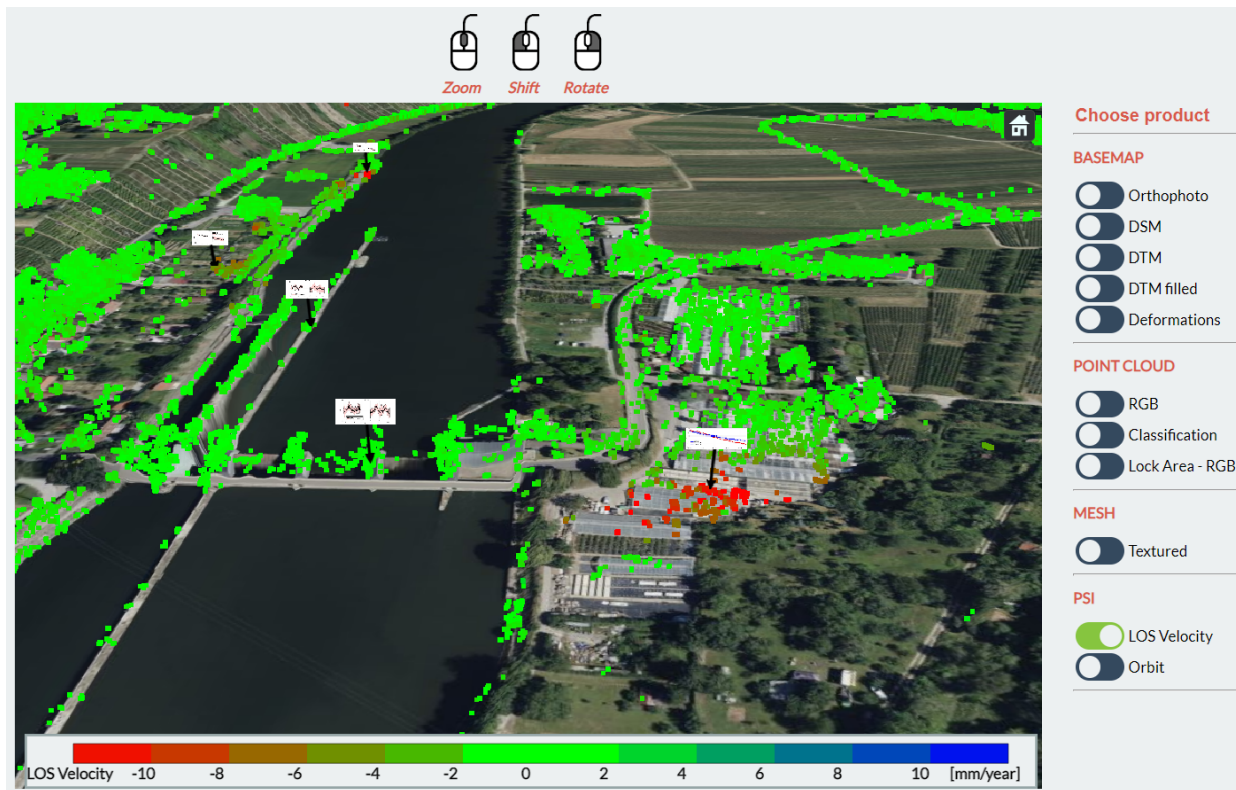 Zoom Shift Rotate
Choose product
BASEMAP
Orthophoto
DSM
DTM
DTM filled
Deformations
POINT CLOUD
RGB
Classification
Lock Area - RGB
MESH
Textured
PSI
LOS Velocity
Orbit
LOS Velocity -10 -8 -6 -4 -2 0 2 4 6 8 10 [mm/year]